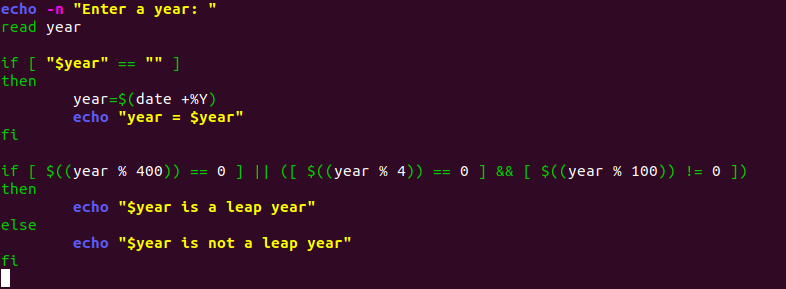 echo -n "Enter a year: "
read year
if [ "$year" == "" ]
then
year=$(date +%Y)
echo "year = $year"
fi
if [ $((year % 400)) == 0 ] || ([ $((year % 4)) == 0 ] && [ $((year % 100)) != 0 ])
then
echo "$year is a leap year"
else
echo "$year is not a leap year"
fi